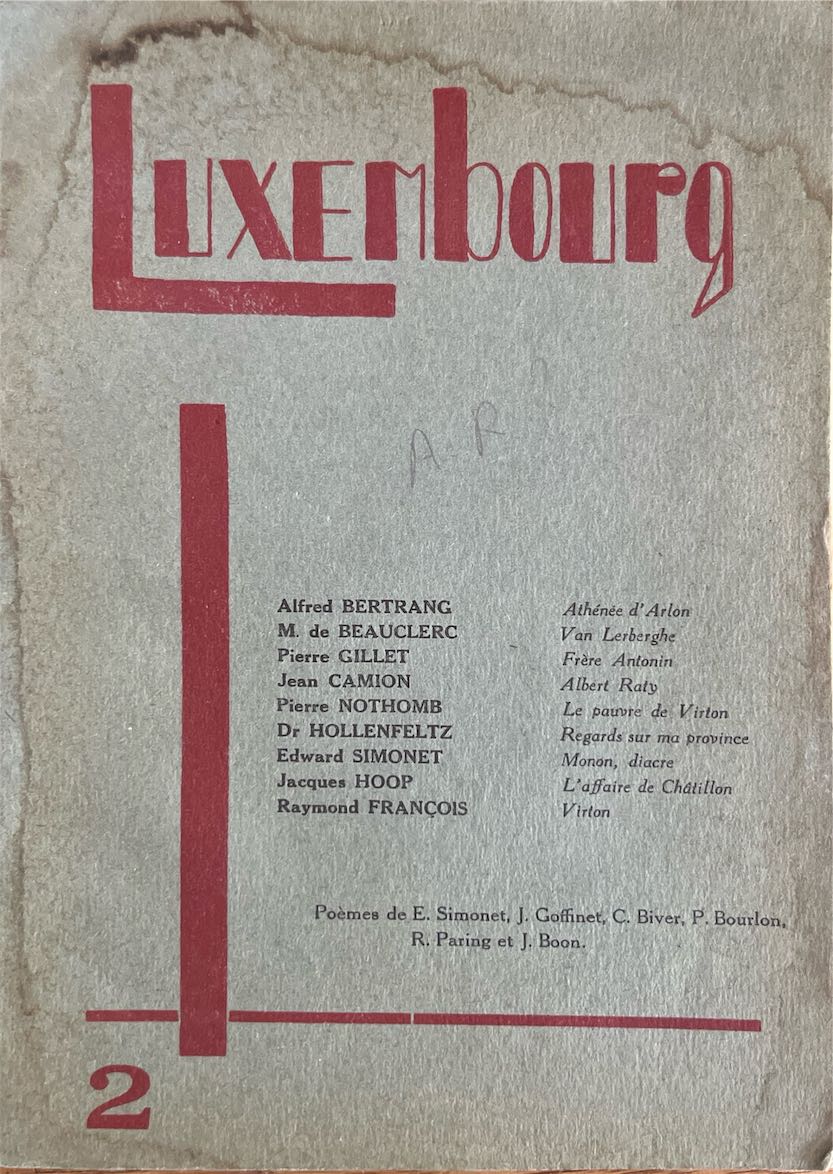 Luxembourg
A. R
Alfred BERTRANG Athénée d'Arlon
M. de BEAUCLERC Van Lerberghe
Pierre GILLET Frère Antonin
Jean CAMION Albert Raty
Pierre NOTHOMB Le pauvre de Virton
Dr HOLLENFELTZ Regards sur ma province
Edward SIMONET Monon, diacre
Jacques HOOP L'affaire de Châtillon
Raymond FRANÇOIS Virton
Poèmes de E. Simonet, J. Goffinet, C. Biver, P. Bourlon,
R. Paring et J. Boon.
2